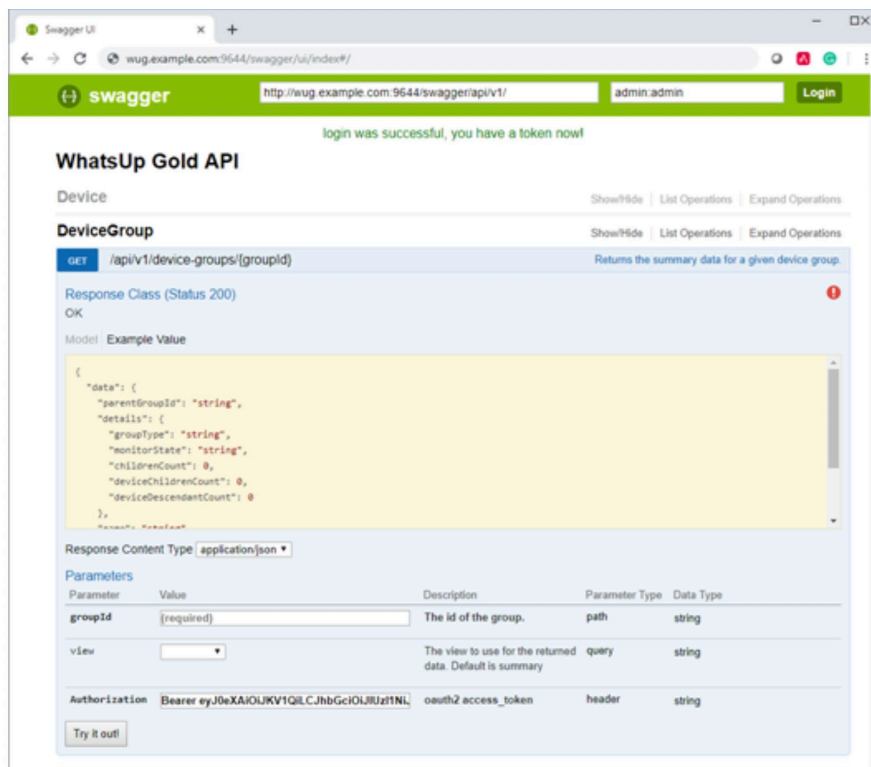 Swagger UI
wug.example.com:9644/swagger/ui/index#/
swagger
http://wug.example.com:9644/swagger/api/v1/
admin:admin
Login
login was successful, you have a token now!
WhatsUp Gold API
Device
Show/Hide List Operations Expand Operations
DeviceGroup
Show/Hide List Operations Expand Operations
GET /api/v1/device-groups/{groupId}
Returns the summary data for a given device group.
Response Class (Status 200)
OK
Model Example Value
{
"data": {
"parentGroupId": "string",
"details": {
"groupType": "string",
"monitorState": "string",
"childrenCount": 0,
"deviceChildrenCount": 0,
"deviceDescendantCount": 0
},
Response Content Type application/json
Parameters
Parameter Value Description Parameter Type Data Type
groupId (required) The id of the group. path string
view The view to use for the returned query string
data. Default is summary
Authorization Bearer oauth2 access_token header string
Try it out!